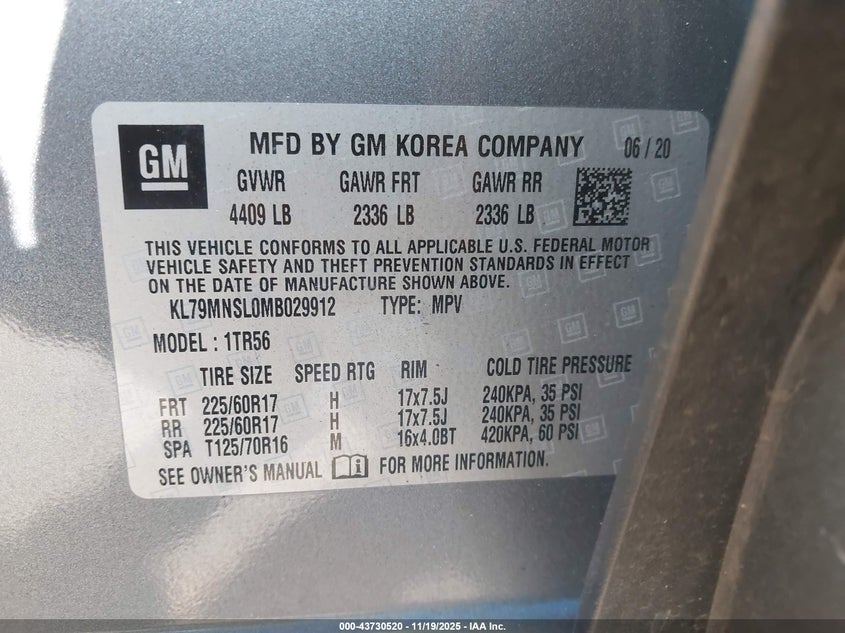 GM MFD BY GM KOREA COMPANY 06/20
GVWR GAWR FRT GAWR RR
4409 LB 2336 LB 2336 LB
THIS VEHICLE CONFORMS TO ALL APPLICABLE U.S. FEDERAL MOTOR
VEHICLE SAFETY AND THEFT PREVENTION STANDARDS IN EFFECT
ON THE DATE OF MANUFACTURE SHOWN ABOVE.
KL79MNSL0MB029912 TYPE: MPV
MODEL : 1TR56
TIRE SIZE SPEED RTG RIM COLD TIRE PRESSURE
FRT 225/60R17 H 17x7.5J 240KPA, 35 PSI
RR 225/60R17 H 17x7.5J 240KPA, 35 PSI
SPA T125/70R16 M 16x4.0BT 420KPA, 60 PSI
SEE OWNER'S MANUAL i FOR MORE INFORMATION.
000-43730520 - 11/19/2025 - IAA Inc.